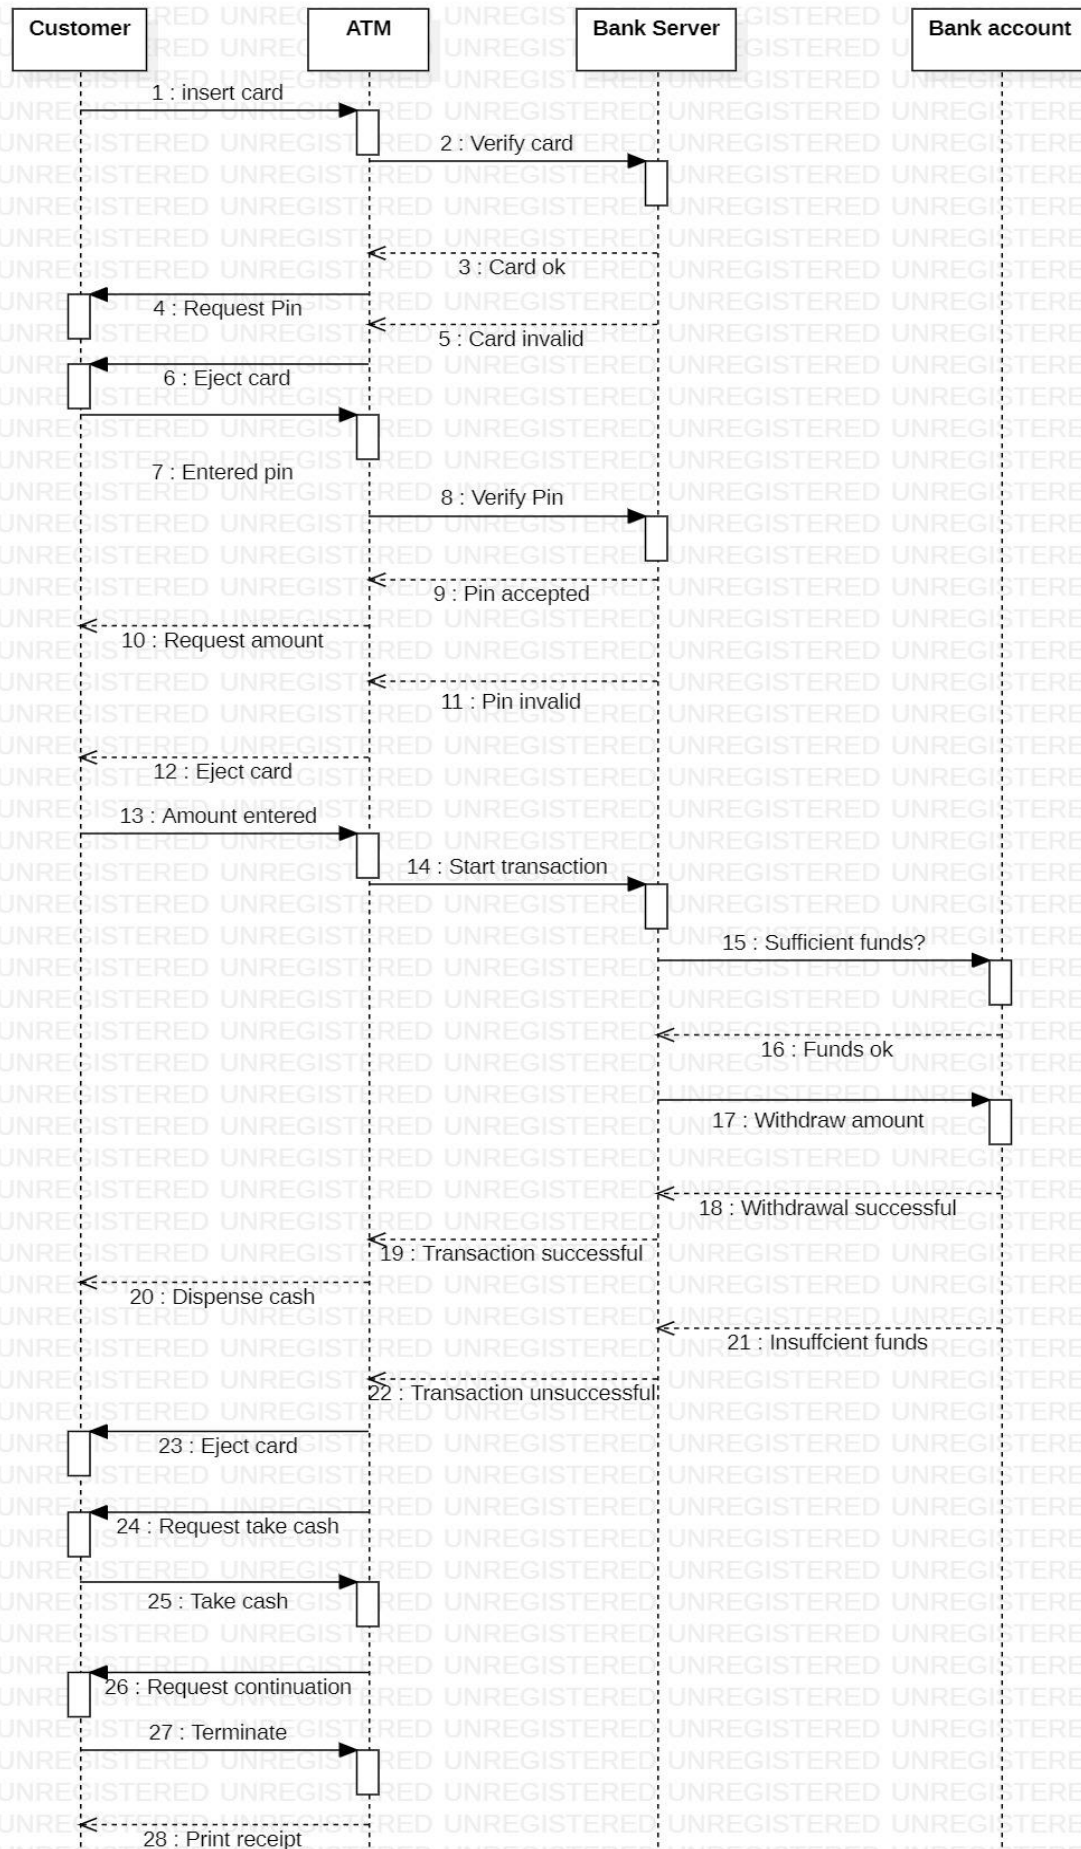 Customer
ATM
Bank Server
Bank account
1 : insert card
2 : Verify card
3 : Card ok
4 : Request Pin
5 : Card invalid
6 : Eject card
7 : Entered pin
8 : Verify Pin
9 : Pin accepted
10 : Request amount
11 : Pin invalid
12 : Eject card
13 : Amount entered
14 : Start transaction
15 : Sufficient funds?
16 : Funds ok
17 : Withdraw amount
18 : Withdrawal successful
19 : Transaction successful
20 : Dispense cash
21 : Insuffcient funds
22 : Transaction unsuccessful
23 : Eject card
24 : Request take cash
25 : Take cash
26 : Request continuation
27 : Terminate
28 : Print receipt
UNREGISTERED